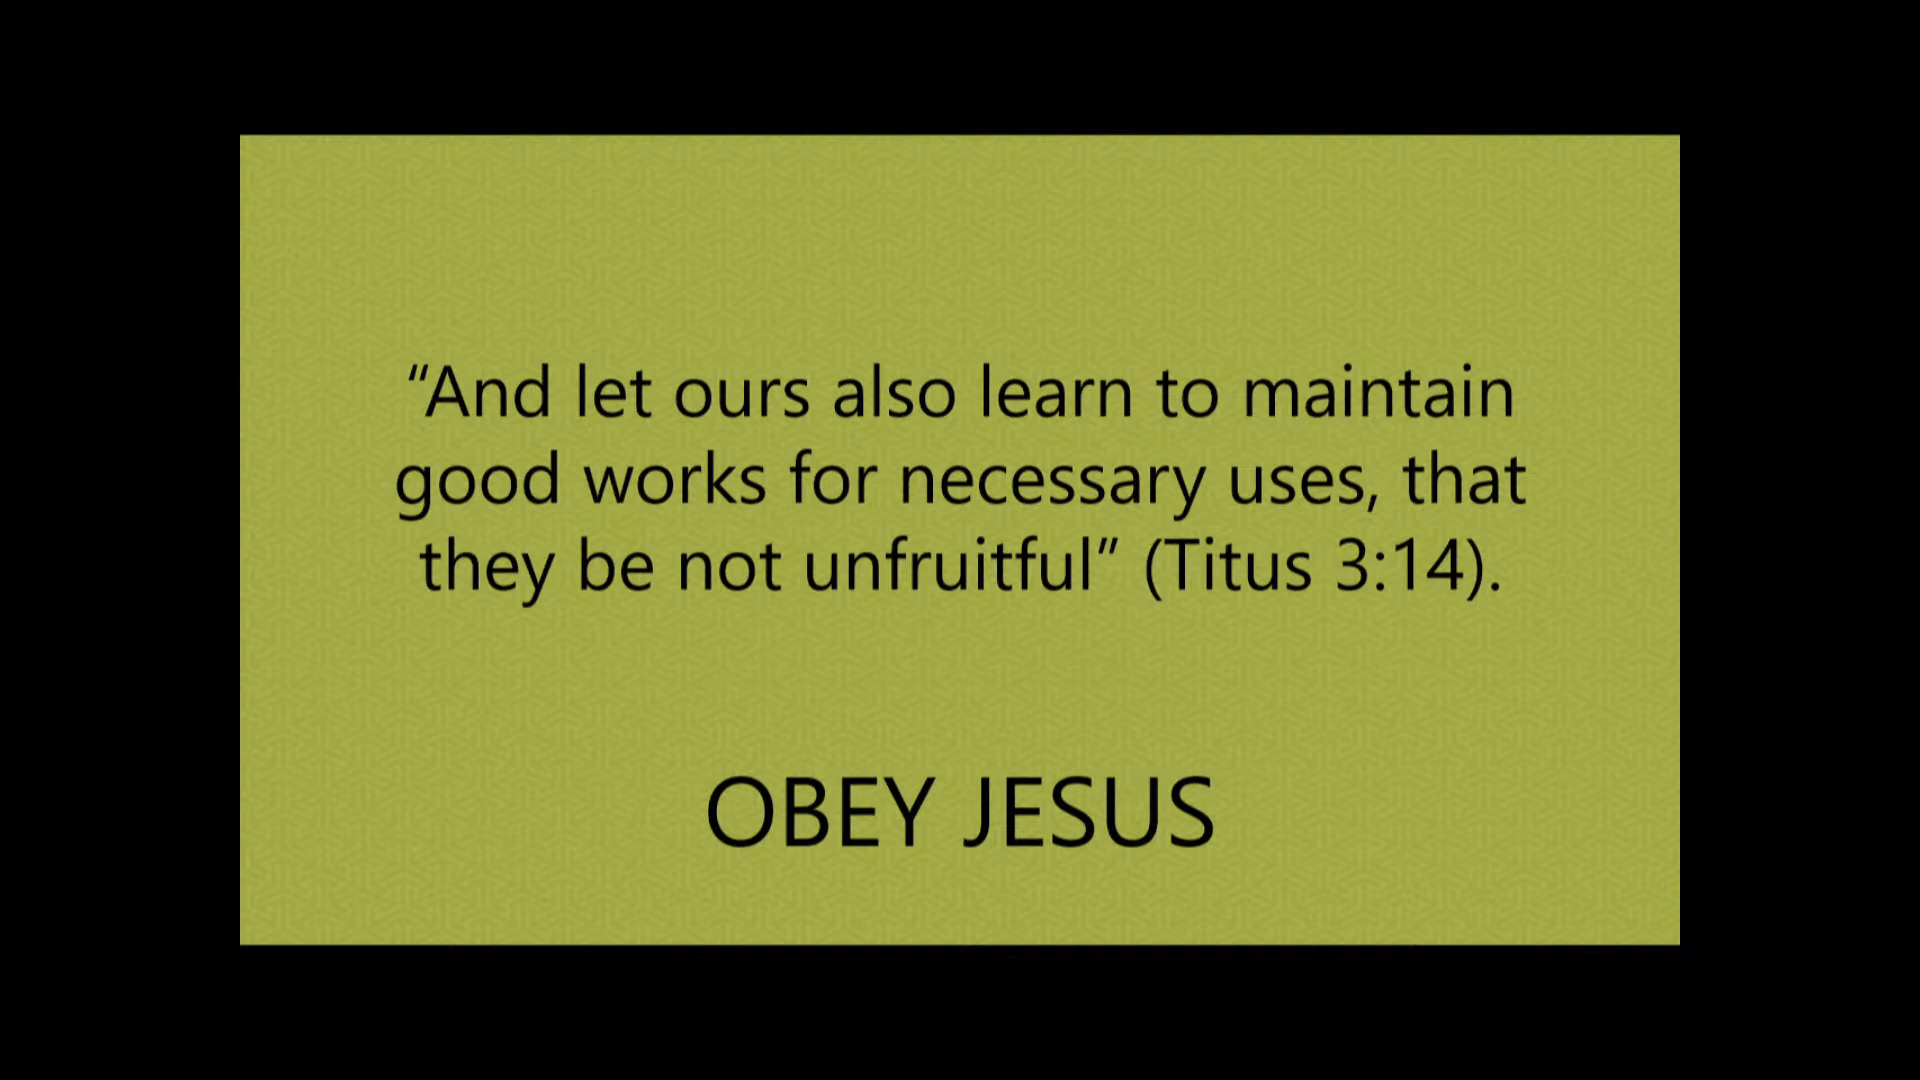 “And let ours also learn to maintain
good works for necessary uses, that
they be not unfruitful” (Titus 3:14).
OBEY JESUS